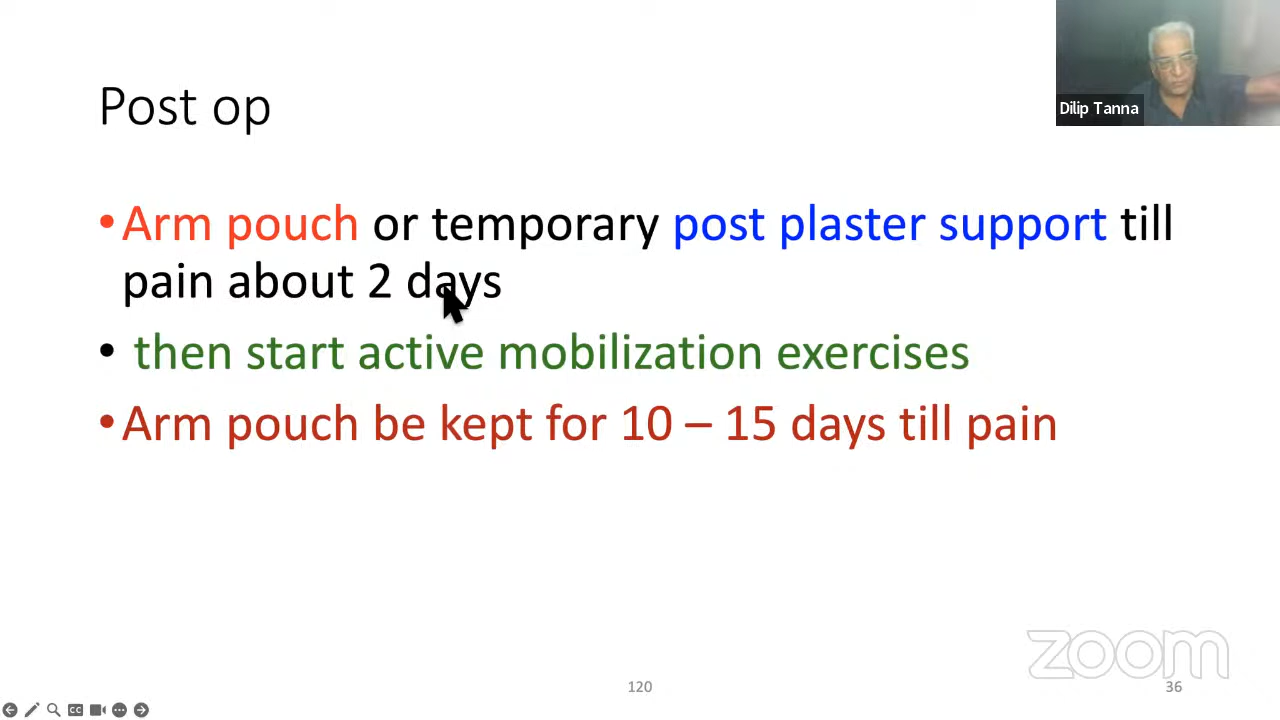 Dilip Tanna
Post op
•Arm pouch or temporary post plaster support till
pain about 2 days
• then start active mobilization exercises
•Arm pouch be kept for 10 – 15 days till pain
zoom
120
36